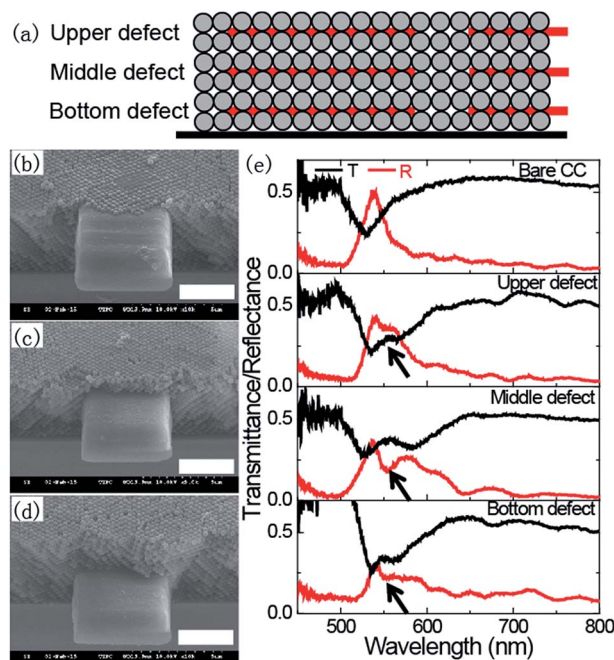 (a)
Upper defect
Middle defect
Bottom defect
(b)
(c)
(d)
(e)
T R Bare CC
Upper defect
Middle defect
Bottom defect
0.5
0.0
0.5
0.0
0.5
0.0
0.5
0.0
500 600 700 800
Transmittance/Reflectance
Wavelength (nm)